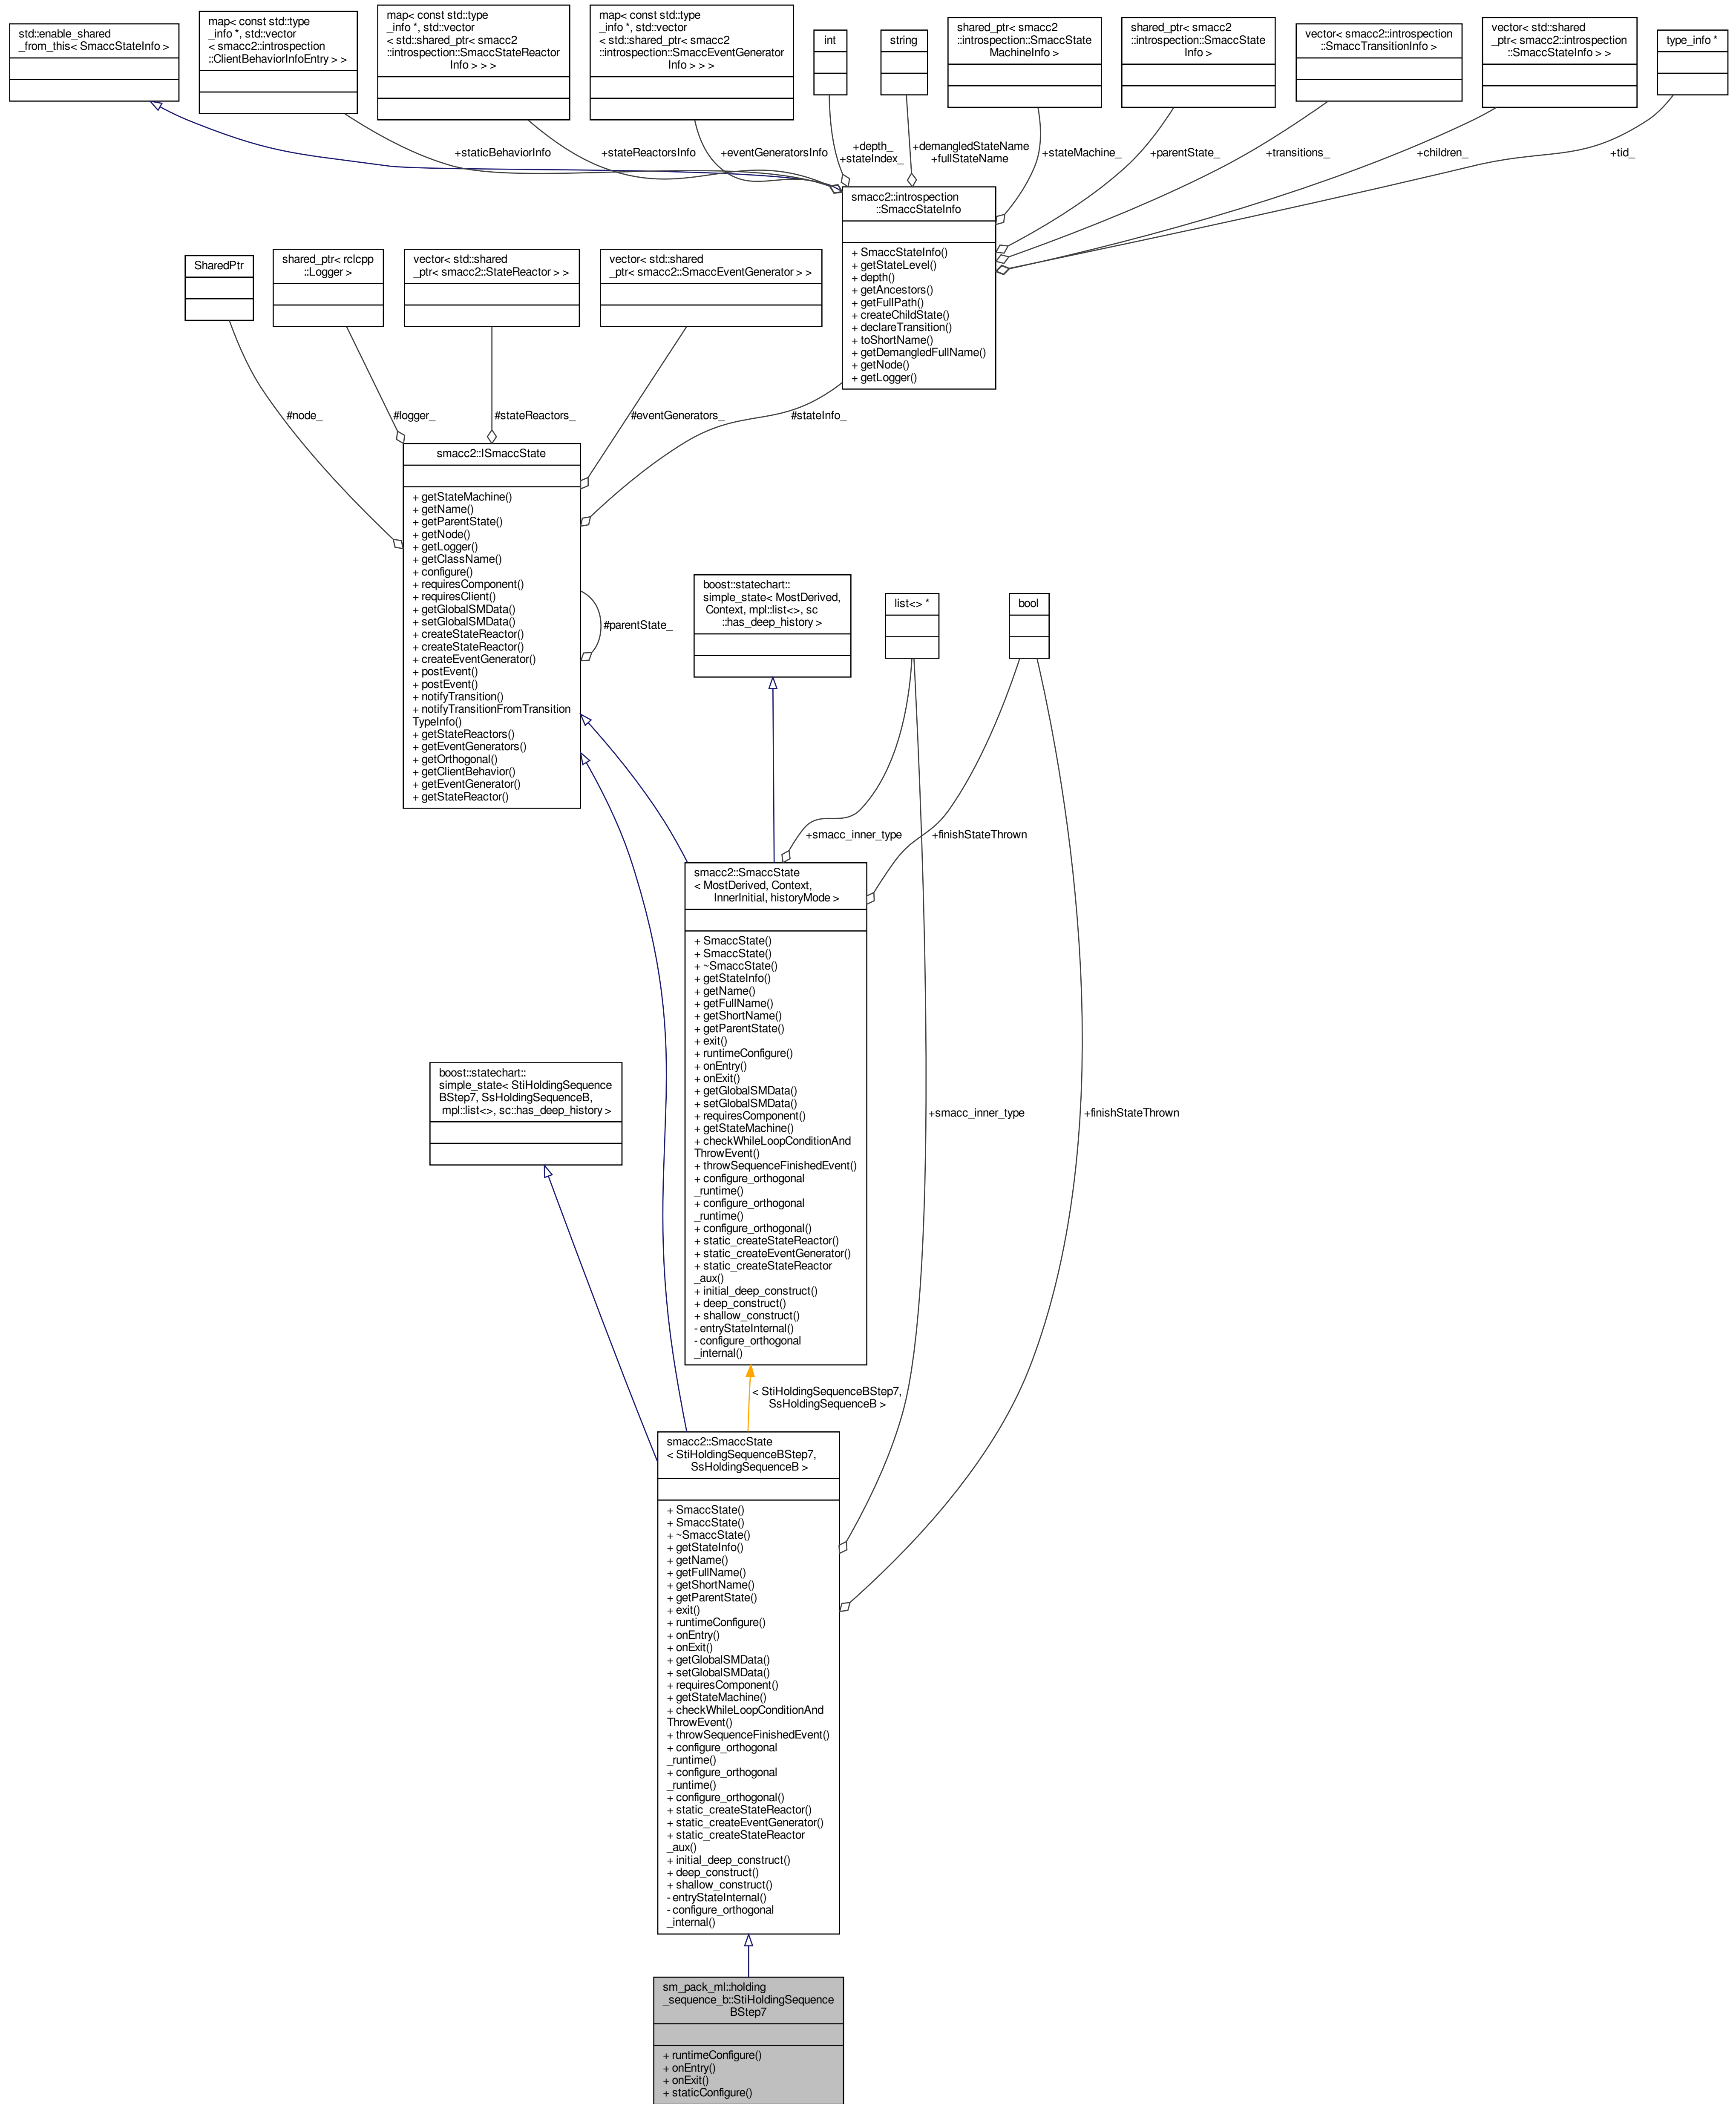 std::enable_shared
_from_this< SmaccStateInfo >
map< const std::type
_info *, std::vector
< smacc2::introspection
::ClientBehaviorInfoEntry > >
map< const std::type
_info *, std::vector
< std::shared_ptr< smacc2
::introspection::SmaccStateReactor
Info > > >
map< const std::type
_info *, std::vector
< std::shared_ptr< smacc2
::introspection::SmaccEventGenerator
Info > > >
int
string
shared_ptr< smacc2
::introspection::SmaccState
MachineInfo >
shared_ptr< smacc2
::introspection::SmaccState
Info >
vector< smacc2::introspection
::SmaccTransitionInfo >
vector< std::shared
_ptr< smacc2::introspection
::SmaccStateInfo > >
type_info *
+staticBehaviorInfo
+stateReactorsInfo
+eventGeneratorsInfo
+depth_
+stateIndex_
+demangledStateName
+fullStateName
+stateMachine_
+parentState_
+transitions_
+children_
+tid_
smacc2::introspection
::SmaccStateInfo
+ SmaccStateInfo()
+ getStateLevel()
+ depth()
+ getAncestors()
+ getFullPath()
+ createChildState()
+ declareTransition()
+ toShortName()
+ getDemangledFullName()
+ getNode()
+ getLogger()
SharedPtr
shared_ptr< rclcpp
::Logger >
vector< std::shared
_ptr< smacc2::StateReactor > >
vector< std::shared
_ptr< smacc2::SmaccEventGenerator > >
#node_
#logger_
#stateReactors_
#eventGenerators_
#stateInfo_
smacc2::ISmaccState
+ getStateMachine()
+ getName()
+ getParentState()
+ getNode()
+ getLogger()
+ getClassName()
+ configure()
+ requiresComponent()
+ requiresClient()
+ getGlobalSMData()
+ setGlobalSMData()
+ createStateReactor()
+ createStateReactor()
+ createEventGenerator()
+ postEvent()
+ postEvent()
+ notifyTransition()
+ notifyTransitionFromTransition
TypeInfo()
+ getStateReactors()
+ getEventGenerators()
+ getOrthogonal()
+ getClientBehavior()
+ getEventGenerator()
+ getStateReactor()
#parentState_
boost::statechart::
simple_state< MostDerived,
Context, mpl::list<>, sc
::has_deep_history >
list<> *
bool
+smacc_inner_type
+finishStateThrown
smacc2::SmaccState
< MostDerived, Context,
InnerInitial, historyMode >
+ SmaccState()
+ SmaccState()
+ ~SmaccState()
+ getStateInfo()
+ getName()
+ getFullName()
+ getShortName()
+ getParentState()
+ exit()
+ runtimeConfigure()
+ onEntry()
+ onExit()
+ getGlobalSMData()
+ setGlobalSMData()
+ requiresComponent()
+ getStateMachine()
+ checkWhileLoopConditionAnd
ThrowEvent()
+ throwSequenceFinishedEvent()
+ configure_orthogonal
_runtime()
+ configure_orthogonal
_runtime()
+ configure_orthogonal()
+ static_createStateReactor()
+ static_createEventGenerator()
+ static_createStateReactor
_aux()
+ initial_deep_construct()
+ deep_construct()
+ shallow_construct()
- entryStateInternal()
- configure_orthogonal
_internal()
boost::statechart::
simple_state< StiHoldingSequence
BStep7, SsHoldingSequenceB,
mpl::list<>, sc::has_deep_history >
+smacc_inner_type
+finishStateThrown
< StiHoldingSequenceBStep7,
SsHoldingSequenceB >
smacc2::SmaccState
< StiHoldingSequenceBStep7,
SsHoldingSequenceB >
+ SmaccState()
+ SmaccState()
+ ~SmaccState()
+ getStateInfo()
+ getName()
+ getFullName()
+ getShortName()
+ getParentState()
+ exit()
+ runtimeConfigure()
+ onEntry()
+ onExit()
+ getGlobalSMData()
+ setGlobalSMData()
+ requiresComponent()
+ getStateMachine()
+ checkWhileLoopConditionAnd
ThrowEvent()
+ throwSequenceFinishedEvent()
+ configure_orthogonal
_runtime()
+ configure_orthogonal
_runtime()
+ configure_orthogonal()
+ static_createStateReactor()
+ static_createEventGenerator()
+ static_createStateReactor
_aux()
+ initial_deep_construct()
+ deep_construct()
+ shallow_construct()
- entryStateInternal()
- configure_orthogonal
_internal()
sm_pack_ml::holding
_sequence_b::StiHoldingSequence
BStep7
+ runtimeConfigure()
+ onEntry()
+ onExit()
+ staticConfigure()